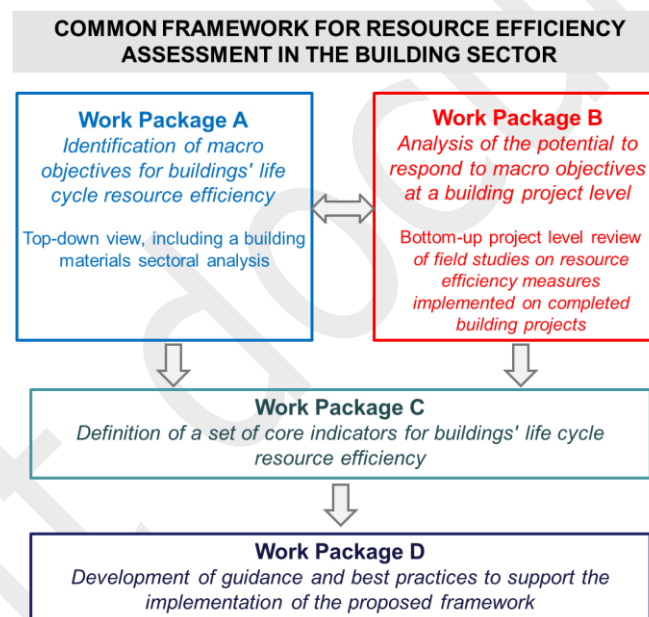 COMMON FRAMEWORK FOR RESOURCE EFFICIENCY
ASSESSMENT IN THE BUILDING SECTOR
Work Package A
Identification of macro
objectives for buildings' life
cycle resource efficiency
Top-down view, including a building
materials sectoral analysis
Work Package B
Analysis of the potential to
respond to macro objectives
at a building project level
Bottom-up project level review
of field studies on resource
efficiency measures
implemented on completed
building projects
Work Package C
Definition of a set of core indicators for buildings' life cycle
resource efficiency
Work Package D
Development of guidance and best practices to support the
implementation of the proposed framework